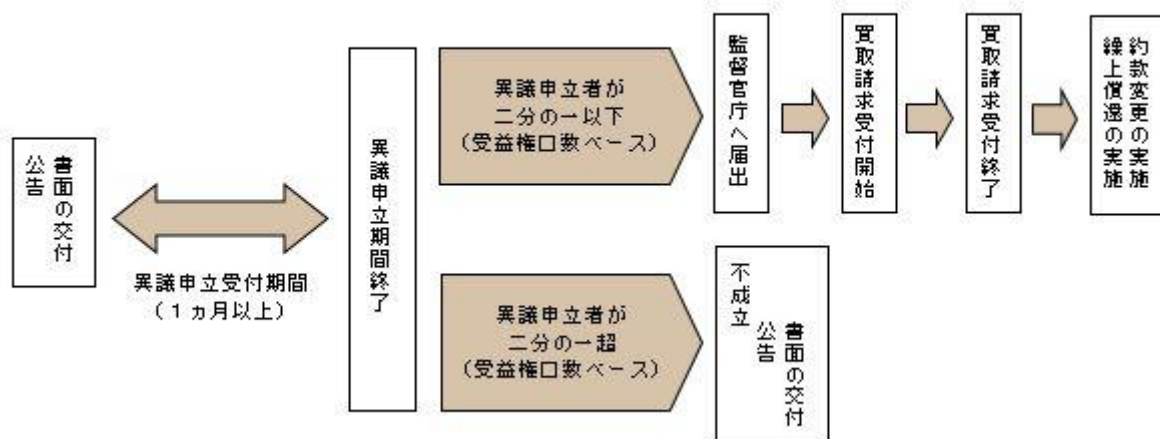 書面の交付
公告
異議申立受付期間
（１ヵ月以上）
異議申立期間終了
異議申立者が
二分の一以下
（受益権口数ベース）
監督官庁へ届出
買取請求受付開始
買取請求受付終了
約款変更の実施
繰上償還の実施
異議申立者が
二分の一超
（受益権口数ベース）
不成立
書面の交付
公告